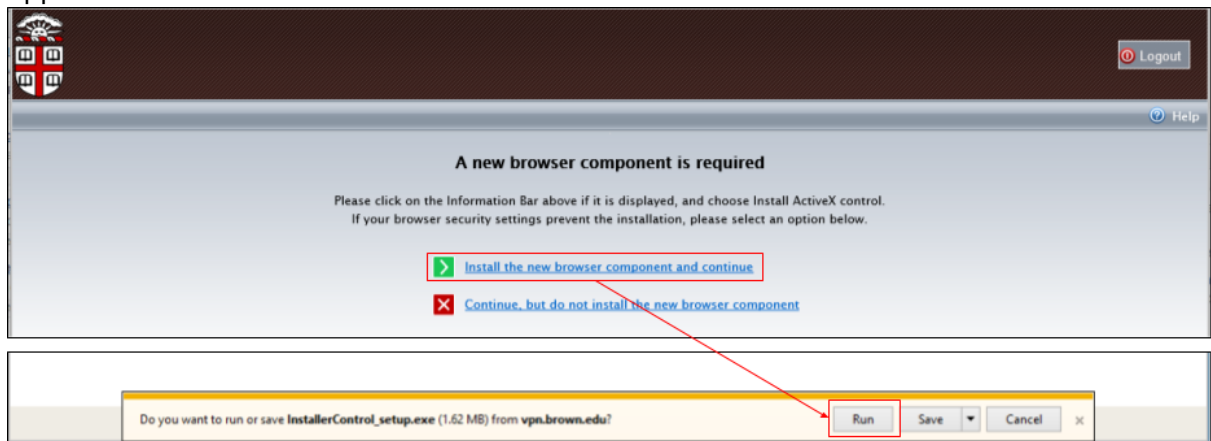 Logout
Help
A new browser component is required
Please click on the Information Bar above if it is displayed, and choose Install ActiveX control.
If your browser security settings prevent the installation, please select an option below.
Install the new browser component and continue
Continue, but do not install the new browser component
Do you want to run or save InstallerControl_setup.exe (1.62 MB) from vpn.brown.edu?
Run
Save
Cancel